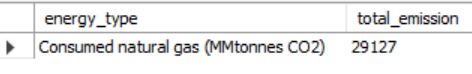 energy_type total_emission
Consumed natural gas (MMtonnes CO2) 29127